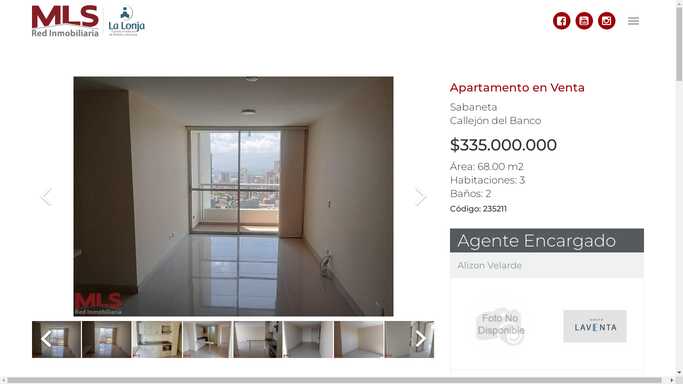 MLS
Red Inmobiliaria
La Lonja
Apartamento en Venta
Sabaneta
Callejón del Banco
$335.000.000
Área: 68.00 m2
Habitaciones: 3
Baños: 2
Código: 235211
Agente Encargado
Alizon Velarde
Foto No
Disponible
LAVENTA
MLS
Red Inmobiliaria